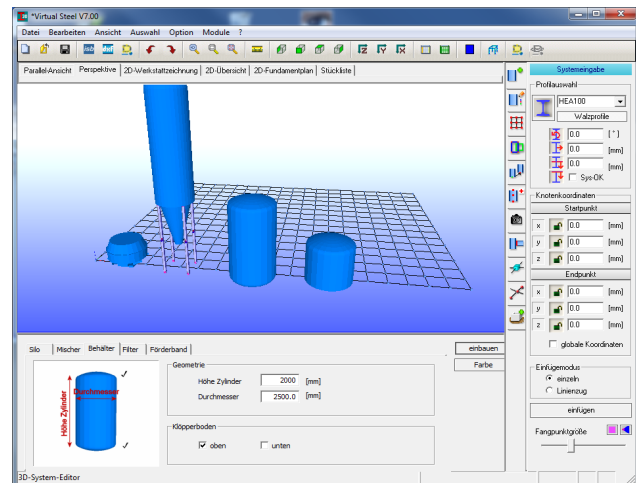 *Virtual Steel V7.00
Datei Bearbeiten Ansicht Auswahl Option Module ?
isb def
Parallel-Ansicht Perspektive 2D-Werkstattzeichnung 2D-Übersicht 2D-Fundamentplan Stückliste
Systemeingabe
Profilauswahl
HEA100
Walzprofile
0.0 [°]
0.0 [mm]
0.0 [mm]
Sys-OK
Knotenkoordinaten
Startpunkt
x 0.0 [mm]
y 0.0 [mm]
z 0.0 [mm]
Endpunkt
x 0.0 [mm]
y 0.0 [mm]
z 0.0 [mm]
globale Koordinaten
Einfügemodus
einzeln
Linienzug
einfügen
Fangpunktgröße
Silo Mischer Behälter Filter Förderband
einbauen
Farbe
Durchmesser
Höhe Zylinder
Geometrie
Höhe Zylinder 2000 [mm]
Durchmesser 2500.0 [mm]
Klöpperboden
oben unten
3D-System-Editor